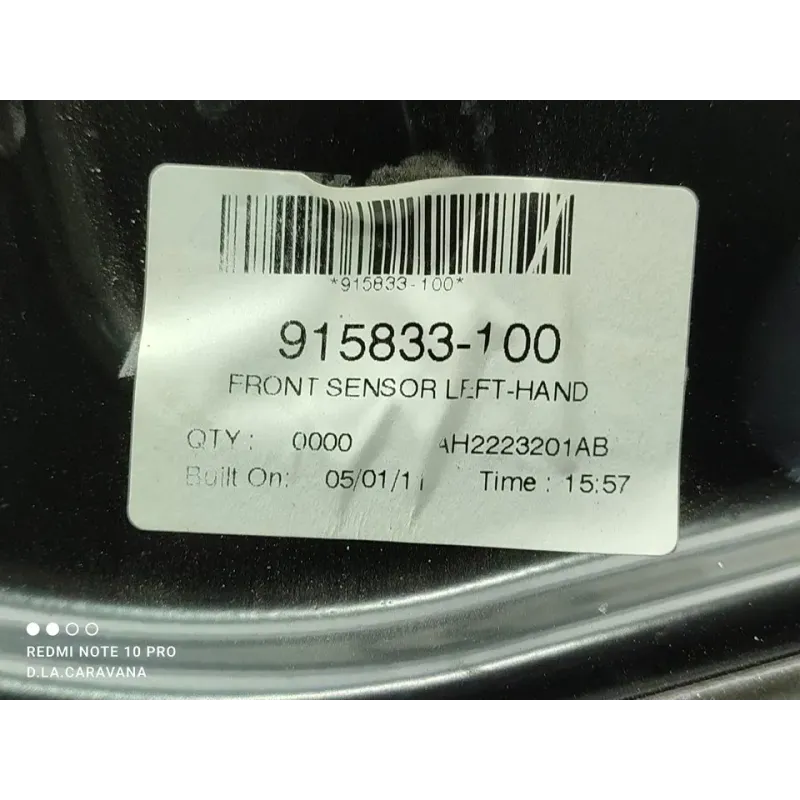 *915833-100*
915833-100
FRONT SENSOR LEFT-HAND
QTY : 0000 AH2223201AB
Built On: 05/01/11 Time : 15:57
REDMI NOTE 10 PRO
D.LA.CARAVANA